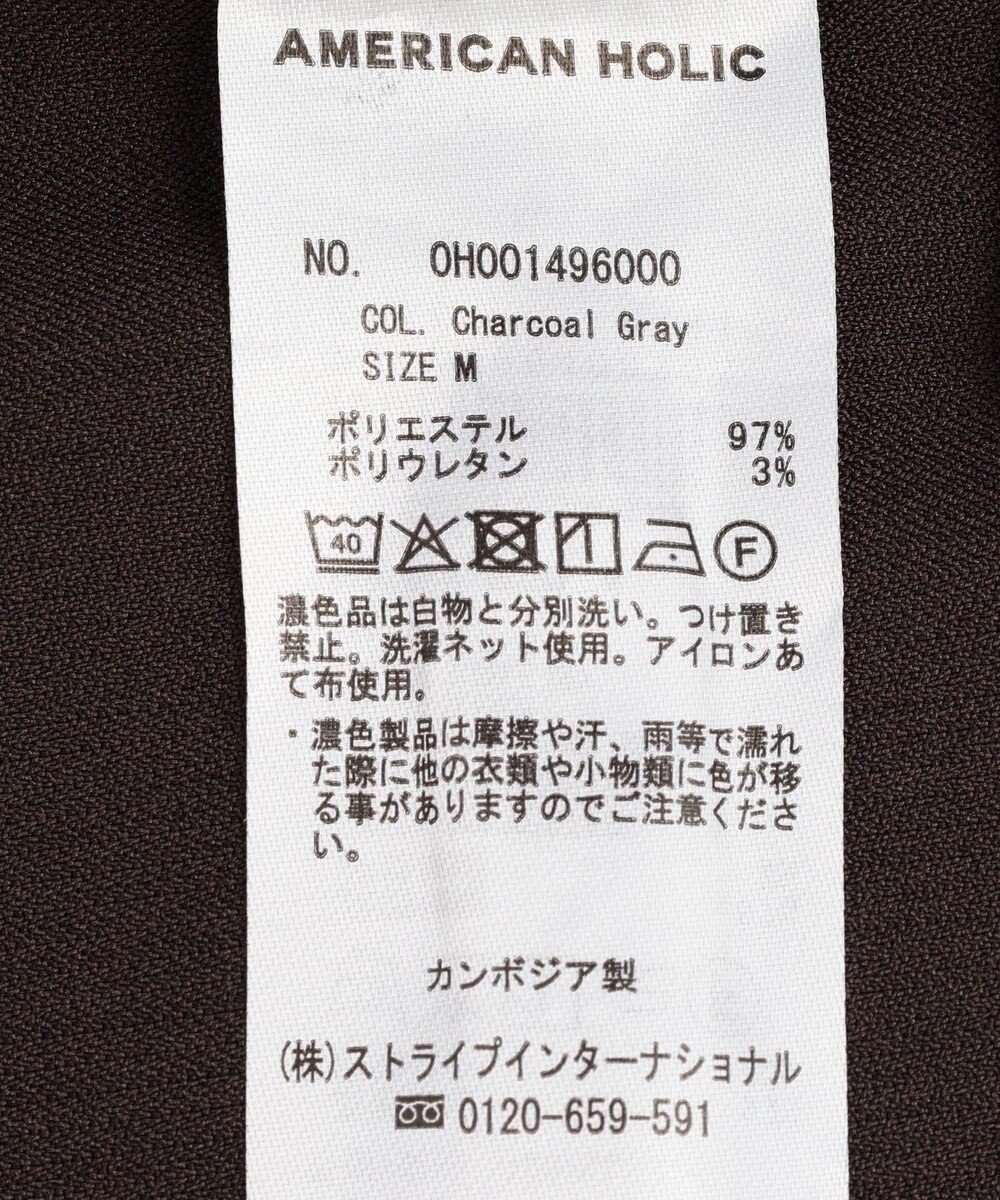 AMERICAN HOLIC
NO. 0H001496000
COL. Charcoal Gray
SIZE M
ポリエステル 97%
ポリウレタン 3%
40 F
濃色品は白物と分別洗い。つけ置き
禁止。洗濯ネット使用。アイロンあ
て布使用。
・濃色製品は摩擦や汗、雨等で濡れ
た際に他の衣類や小物類に色が移
る事がありますのでご注意くださ
い。
カンボジア製
(株)ストライプインターナショナル
0120-659-591